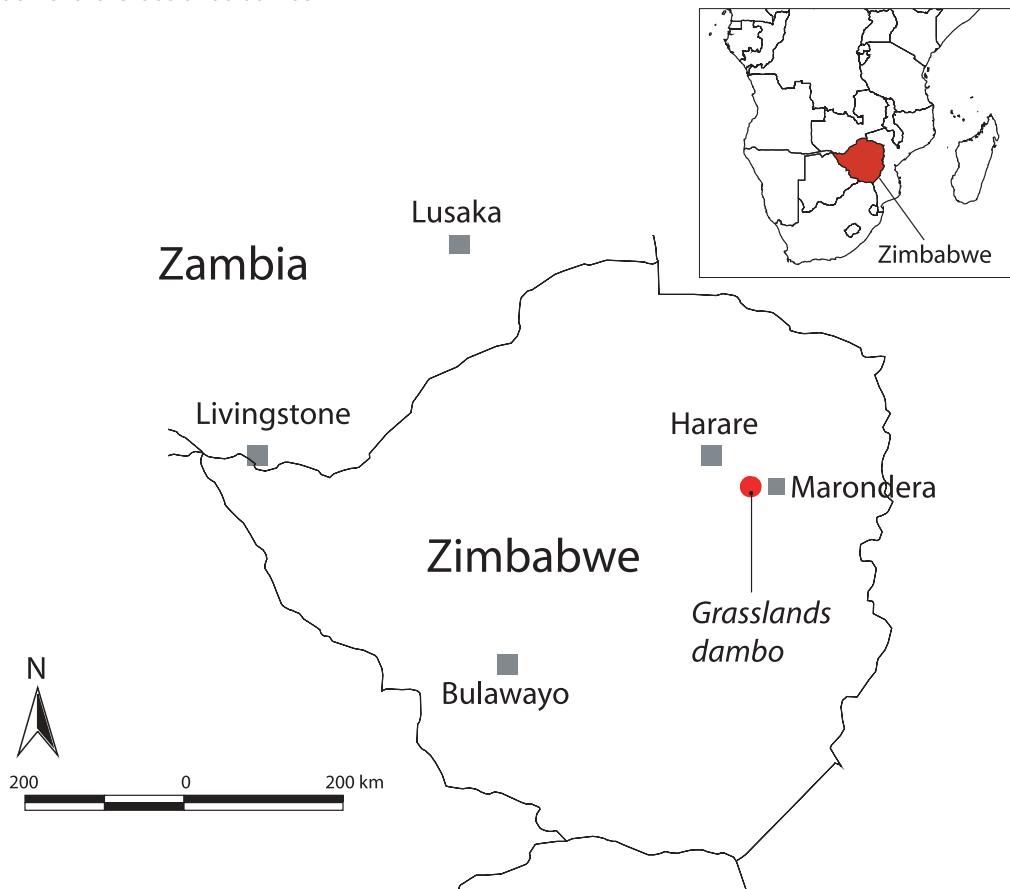 Lusaka
Zambia
Zimbabwe
Livingstone
Harare
Marondera
Zimbabwe
Grasslands
dambo
Bulawayo
N
200 0 200 km